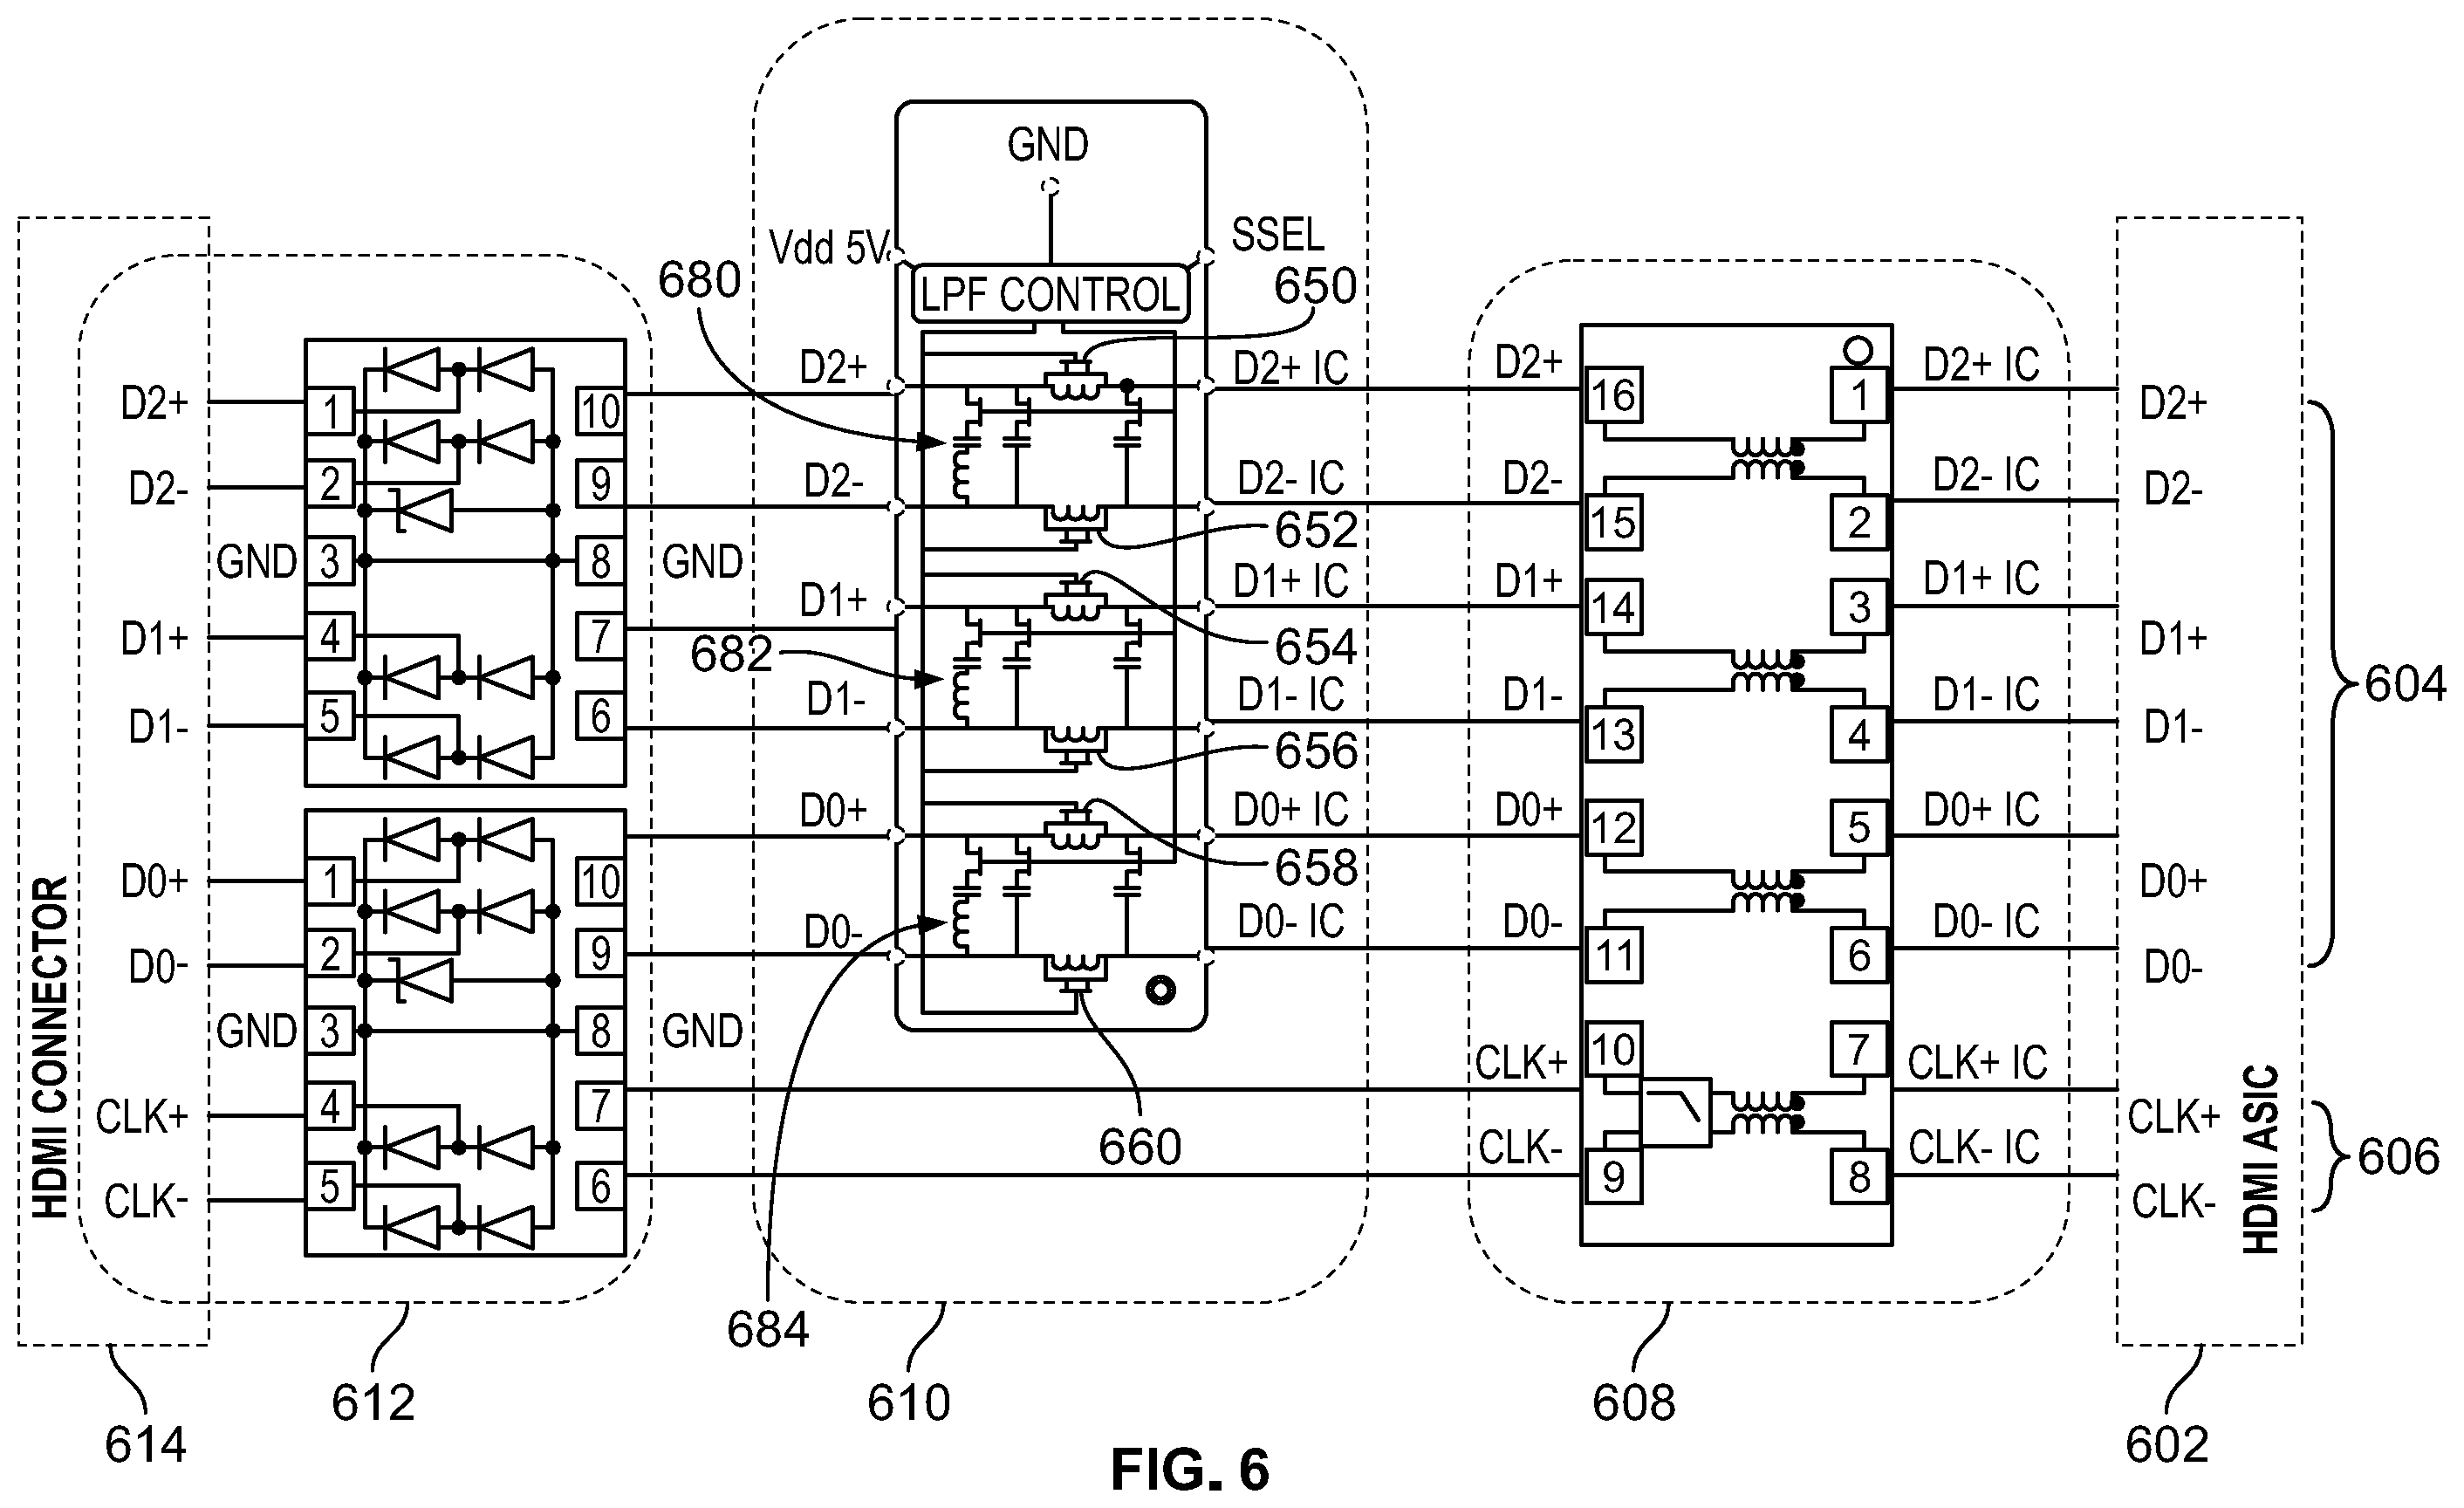 HDMI CONNECTOR
D2+
D2-
GND
D1+
D1-
D0+
D0-
GND
CLK+
CLK-
1
2
3
4
5
10
9
8
7
6
GND
1
2
3
4
5
10
9
8
7
6
GND
614
612
GND
Vdd 5V
SSEL
LPF CONTROL
680
650
D2+
D2+ IC
D2-
D2- IC
652
D1+
D1+ IC
682
654
D1-
D1- IC
656
D0+
D0+ IC
658
D0-
D0- IC
684
660
610
D2+
D2-
D1+
D1-
D0+
D0-
CLK+
CLK-
16
15
14
13
12
11
10
9
1
2
3
4
5
6
7
8
D2+ IC
D2- IC
D1+ IC
D1- IC
D0+ IC
D0- IC
CLK+ IC
CLK- IC
608
D2+
D2-
D1+
D1-
D0+
D0-
CLK+
CLK-
HDMI ASIC
604
606
602
FIG. 6